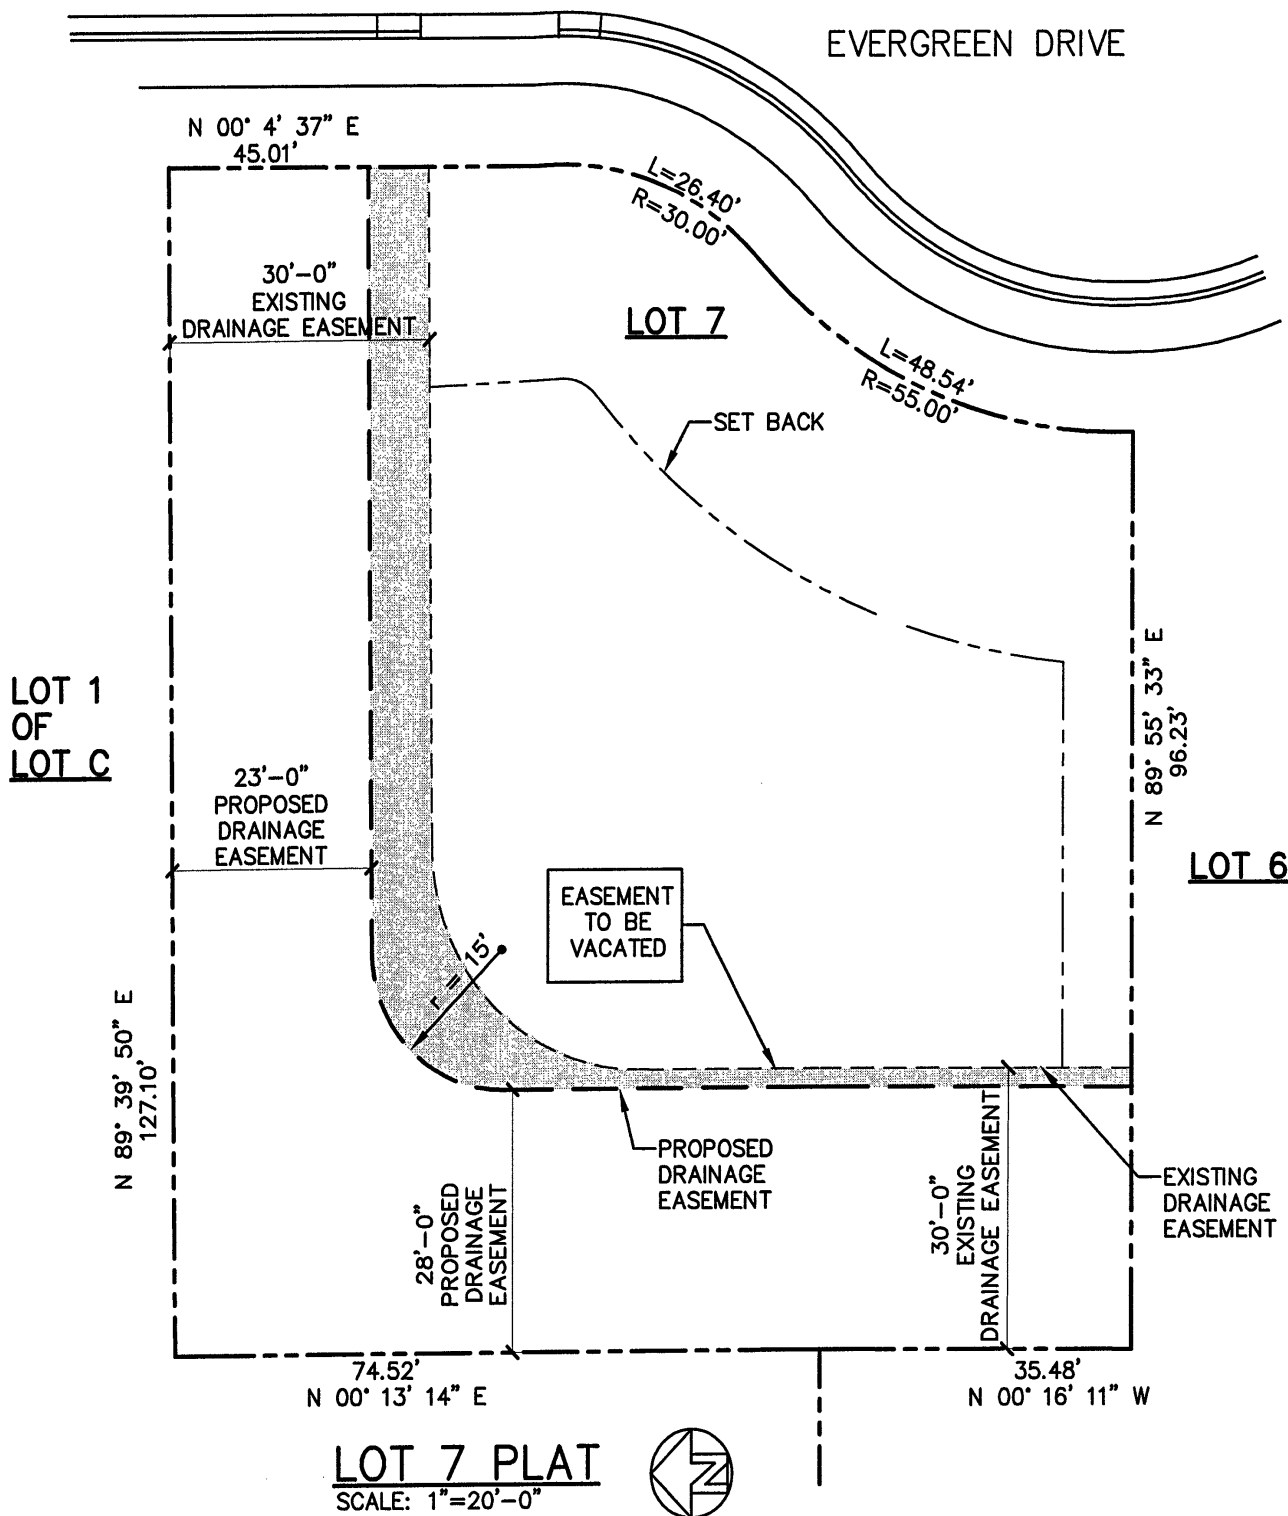 EVERGREEN DRIVE
N 00° 4' 37" E
45.01'
L=26.40'
R=30.00'
30'-0"
EXISTING
DRAINAGE EASEMENT
LOT 7
L=48.54'
R=55.00'
SET BACK
LOT 1
OF
LOT C
N 89° 55' 33" E
96.23'
23'-0"
PROPOSED
DRAINAGE
EASEMENT
LOT 6
EASEMENT
TO BE
VACATED
r = 15'
N 89° 39' 50" E
127.10'
PROPOSED
DRAINAGE
EASEMENT
28'-0"
PROPOSED
DRAINAGE
EASEMENT
30'-0"
EXISTING
DRAINAGE EASEMENT
EXISTING
DRAINAGE
EASEMENT
74.52'
N 00° 13' 14" E
35.48'
N 00° 16' 11" W
LOT 7 PLAT
SCALE: 1"=20'-0"
N